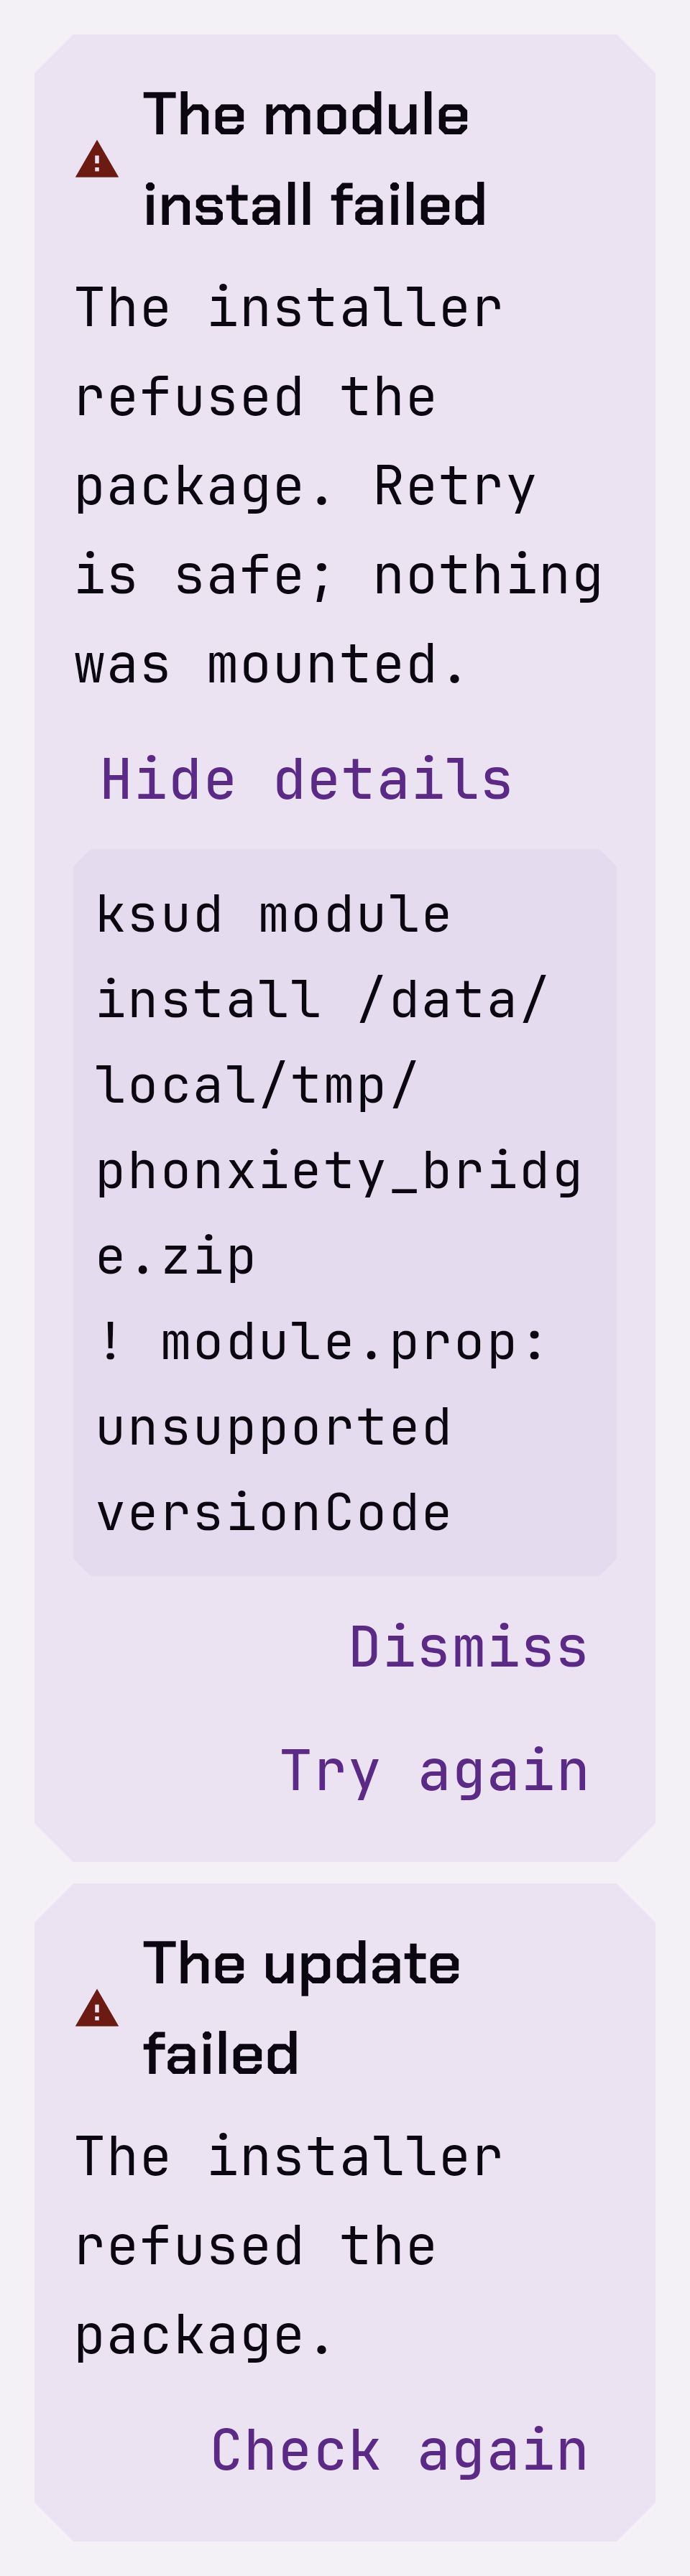 The module
install failed
The installer
refused the
package. Retry
is safe; nothing
was mounted.
Hide details
ksud module
install /data/
local/tmp/
phonxiety_bridg
e.zip
! module.prop:
unsupported
versionCode
Dismiss
Try again
The update
failed
The installer
refused the
package.
Check again